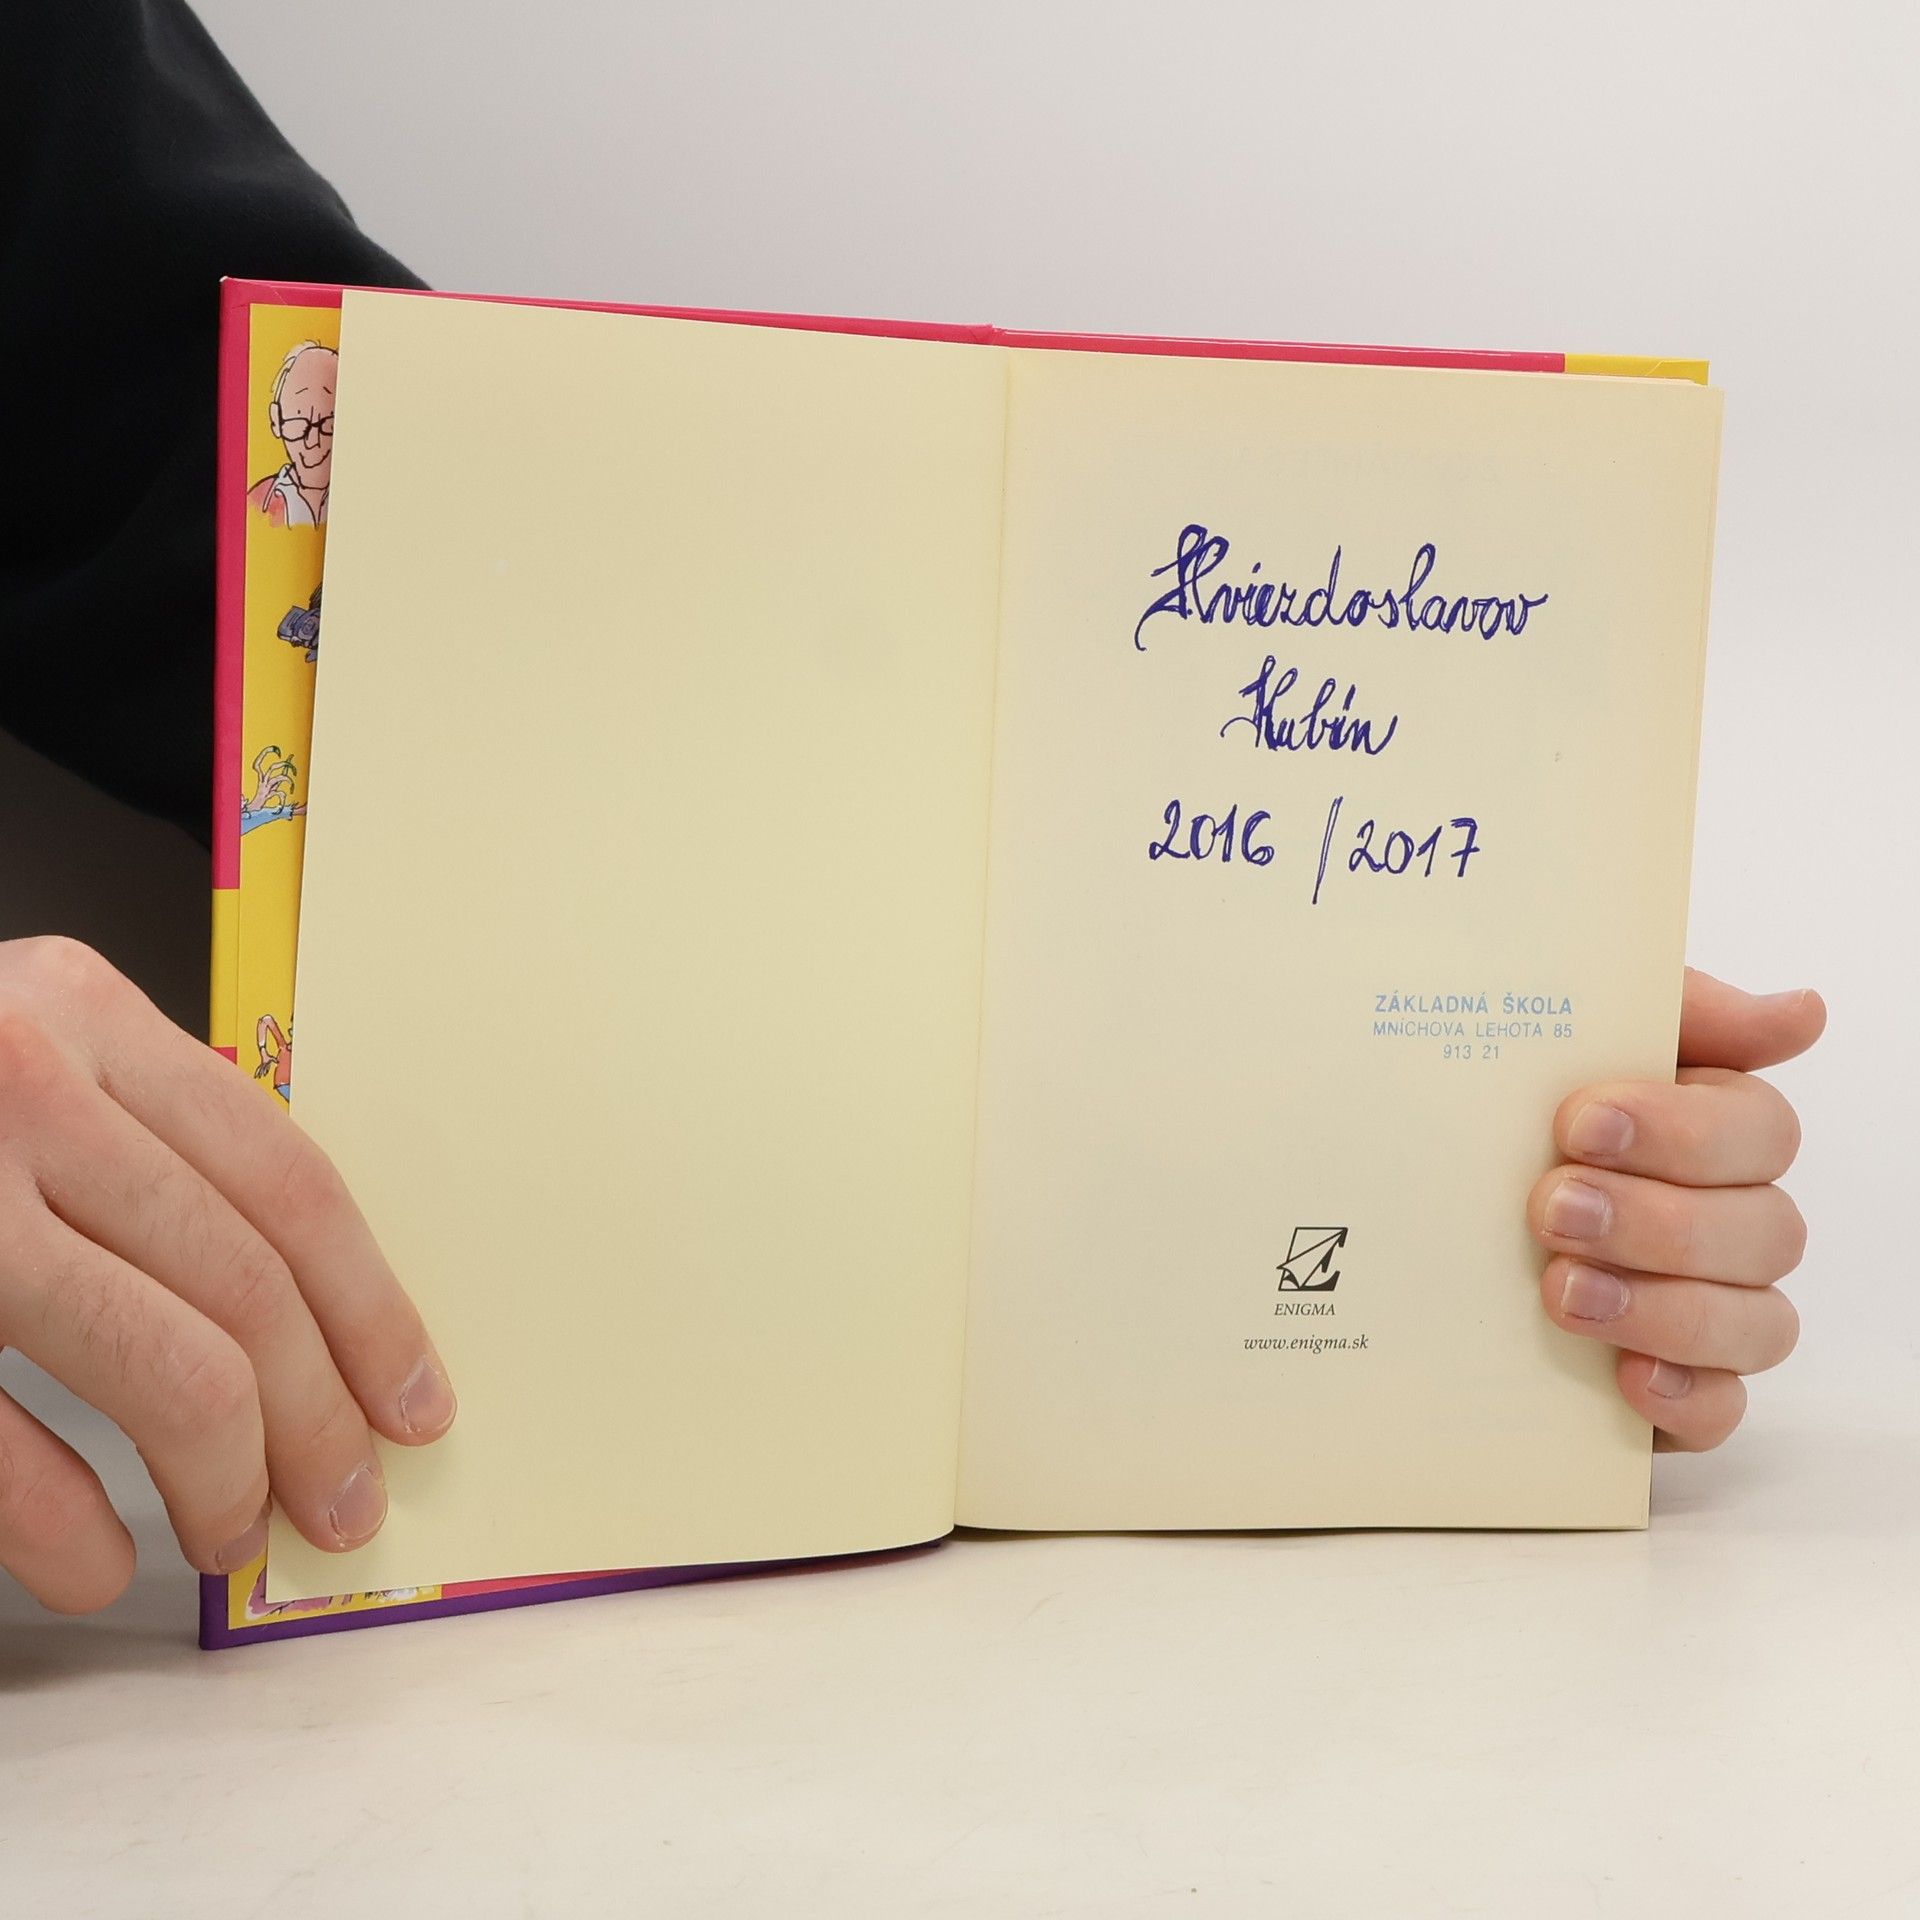 Hviezdoslavov
Kubín
2016 / 2017
ZÁKLADNÁ ŠKOLA
MNÍCHOVA LEHOTA 85
913 21
ENIGMA
www.enigma.sk